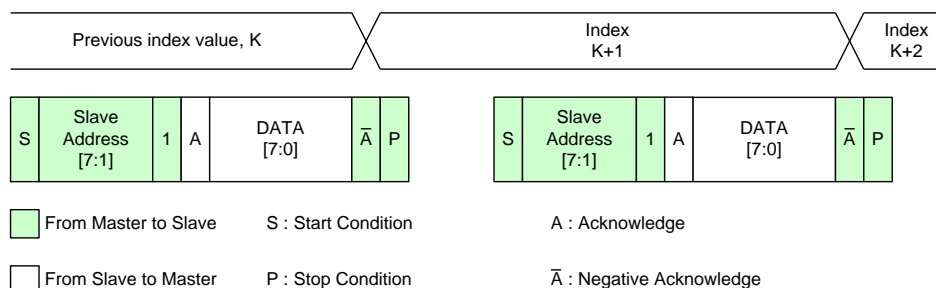 Previous index value, K
Index
K+1
Index
K+2
S
Slave
Address
[7:1]
1
A
DATA
[7:0]
A̅
P
S
Slave
Address
[7:1]
1
A
DATA
[7:0]
A̅
P
From Master to Slave
S : Start Condition
A : Acknowledge
From Slave to Master
P : Stop Condition
A̅ : Negative Acknowledge